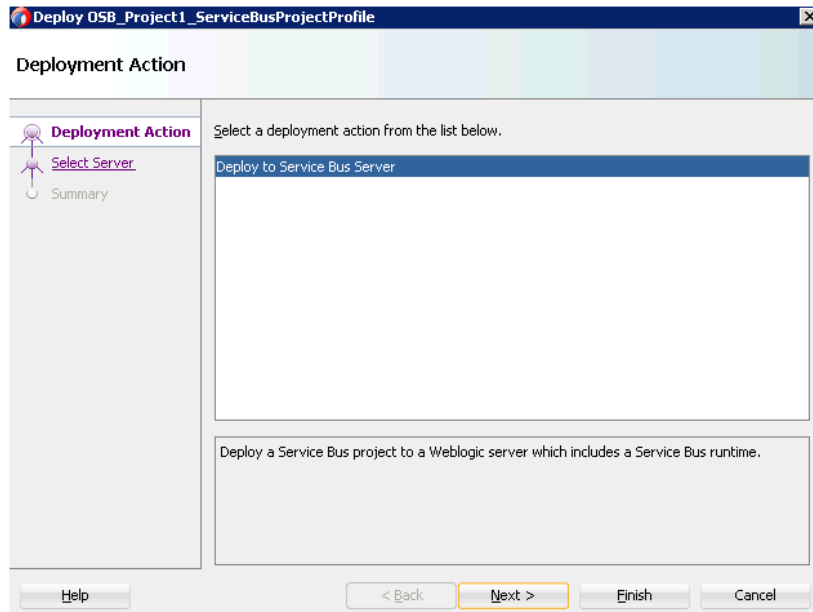 Deploy OSB_Project1_ServiceBusProjectProfile
Deployment Action
Deployment Action
Select Server
Summary
Select a deployment action from the list below.
Deploy to Service Bus Server
Deploy a Service Bus project to a Weblogic server which includes a Service Bus runtime.
Help
< Back
Next >
Finish
Cancel